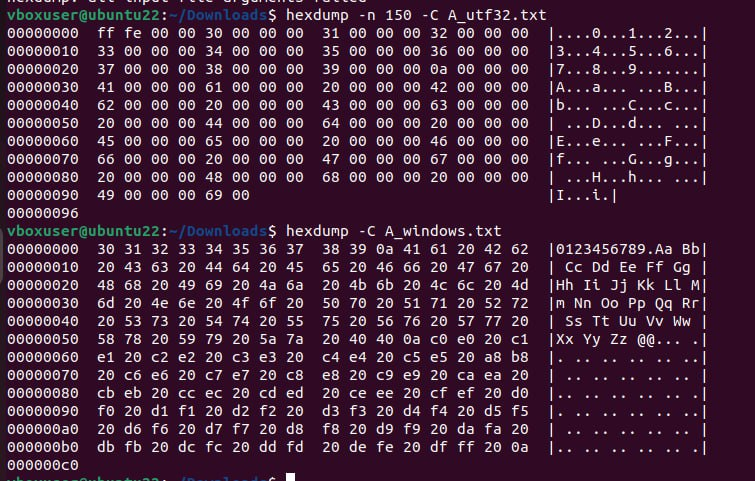 vboxuser@ubuntu22:~/Downloads$ hexdump -n 150 -C A_utf32.txt
00000000  ff fe 00 00 30 00 00 00  31 00 00 00 32 00 00 00  |....0...1...2...|
00000010  33 00 00 00 34 00 00 00  35 00 00 00 36 00 00 00  |3...4...5...6...|
00000020  37 00 00 00 38 00 00 00  39 00 00 00 0a 00 00 00  |7...8...9.......|
00000030  41 00 00 00 61 00 00 00  20 00 00 00 42 00 00 00  |A...a... ...B...|
00000040  62 00 00 00 20 00 00 00  43 00 00 00 63 00 00 00  |b... ...C...c...|
00000050  20 00 00 00 44 00 00 00  64 00 00 00 20 00 00 00  | ...D...d... ...|
00000060  45 00 00 00 65 00 00 00  20 00 00 00 46 00 00 00  |E...e... ...F...|
00000070  66 00 00 00 20 00 00 00  47 00 00 00 67 00 00 00  |f... ...G...g...|
00000080  20 00 00 00 48 00 00 00  68 00 00 00 20 00 00 00  | ...H...h... ...|
00000090  49 00 00 00 69 00                                 |I...i.|
00000096
vboxuser@ubuntu22:~/Downloads$ hexdump -C A_windows.txt
00000000  30 31 32 33 34 35 36 37  38 39 0a 41 61 20 42 62  |0123456789.Aa Bb|
00000010  20 43 63 20 44 64 20 45  65 20 46 66 20 47 67 20  | Cc Dd Ee Ff Gg |
00000020  48 68 20 49 69 20 4a 6a  20 4b 6b 20 4c 6c 20 4d  |Hh Ii Jj Kk Ll M|
00000030  6d 20 4e 6e 20 4f 6f 20  50 70 20 51 71 20 52 72  |m Nn Oo Pp Qq Rr|
00000040  20 53 73 20 54 74 20 55  75 20 56 76 20 57 77 20  | Ss Tt Uu Vv Ww |
00000050  58 78 20 59 79 20 5a 7a  20 40 40 0a c0 e0 20 c1  |Xx Yy Zz @@... .|
00000060  e1 20 c2 e2 20 c3 e3 20  c4 e4 20 c5 e5 20 a8 b8  |. .. .. .. .. ..|
00000070  20 c6 e6 20 c7 e7 20 c8  e8 20 c9 e9 20 ca ea 20  | .. .. .. .. .. |
00000080  cb eb 20 cc ec 20 cd ed  20 ce ee 20 cf ef 20 d0  |.. .. .. .. .. .|
00000090  f0 20 d1 f1 20 d2 f2 20  d3 f3 20 d4 f4 20 d5 f5  |. .. .. .. .. ..|
000000a0  20 d6 f6 20 d7 f7 20 d8  f8 20 d9 f9 20 da fa 20  | .. .. .. .. .. |
000000b0  db fb 20 dc fc 20 dd fd  20 de fe 20 df ff 20 0a  |.. .. .. .. .. .|
000000c0